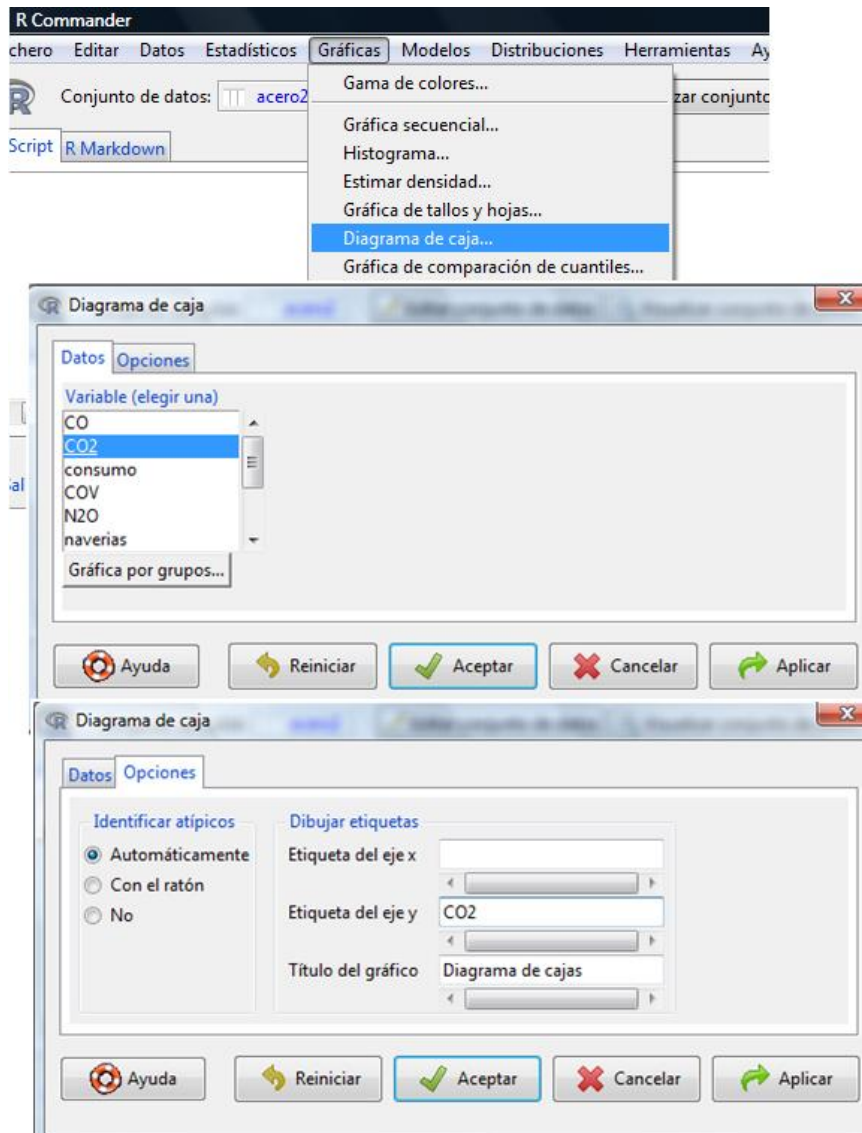 R Commander
chero Editar Datos Estadísticos Gráficas Modelos Distribuciones Herramientas Ay
R Conjunto de datos: acero2 zar conjunto
Script R Markdown
Gama de colores...
Gráfica secuencial...
Histograma...
Estimar densidad...
Gráfica de tallos y hojas...
Diagrama de caja...
Gráfica de comparación de cuantiles...
Diagrama de caja
Datos Opciones
Variable (elegir una)
CO
CO2
consumo
COV
N2O
naverias
Gráfica por grupos...
Sal
Ayuda Reiniciar Aceptar Cancelar Aplicar
Diagrama de caja
Datos Opciones
Identificar atípicos Dibujar etiquetas
Automáticamente Etiqueta del eje x
Con el ratón
No Etiqueta del eje y CO2
Título del gráfico Diagrama de cajas
Ayuda Reiniciar Aceptar Cancelar Aplicar